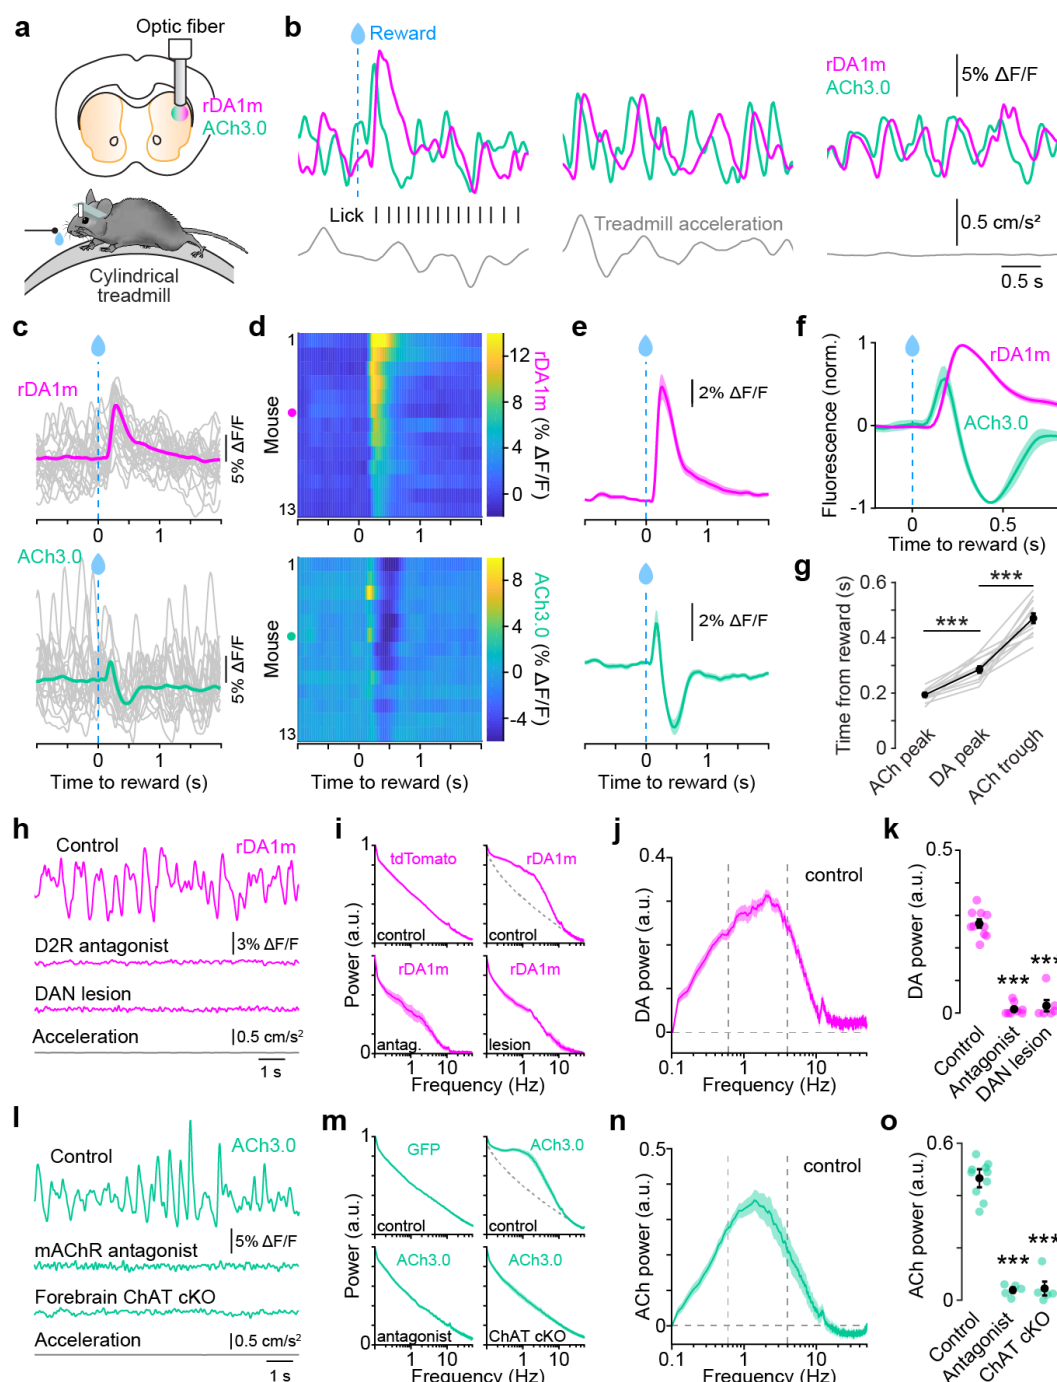 a
Optic fiber
rDA1m
ACh3.0
Cylindrical
treadmill
b
Reward
Lick
Treadmill acceleration
rDA1m
ACh3.0
5% ΔF/F
0.5 cm/s²
0.5 s
c
rDA1m
5% ΔF/F
0 1
ACh3.0
5% ΔF/F
0 1
Time to reward (s)
d
1
Mouse
13
0 1
12
8
4
0
rDA1m (% ΔF/F)
1
Mouse
13
0 1
Time to reward (s)
8
4
0
-4
ACh3.0 (% ΔF/F)
e
2% ΔF/F
0 1
2% ΔF/F
0 1
Time to reward (s)
f
Fluorescence (norm.)
1
0
-1
rDA1m
ACh3.0
0 0.5
Time to reward (s)
g
Time from reward (s)
0.6
0.4
0.2
0
***
***
ACh peak
DA peak
ACh trough
h
Control
rDA1m
D2R antagonist
3% ΔF/F
DAN lesion
Acceleration
0.5 cm/s²
1 s
i
1
tdTomato
control
rDA1m
control
Power (a.u.)
rDA1m
antag.
rDA1m
lesion
0
1 10
1 10
Frequency (Hz)
j
DA power (a.u.)
0.4
0
control
0.1 1 10
Frequency (Hz)
k
DA power (a.u.)
0.5
0
***
***
Control
Antagonist
DAN lesion
l
Control
ACh3.0
5% ΔF/F
mAChR antagonist
Forebrain ChAT cKO
Acceleration
0.5 cm/s²
1 s
m
1
GFP
control
ACh3.0
control
Power (a.u.)
ACh3.0
antagonist
ACh3.0
ChAT cKO
0
1 10
1 10
Frequency (Hz)
n
ACh power (a.u.)
0.5
0
control
0.1 1 10
Frequency (Hz)
o
ACh power (a.u.)
0.6
0
***
***
Control
Antagonist
ChAT cKO